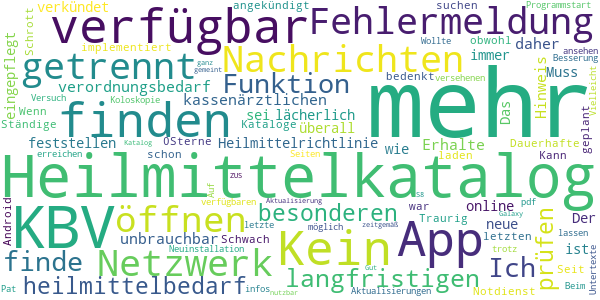 verkündet
angekündigt
suchen
Programmstart
verfügbar
Fehlermeldung
Schrott
implementiert
obwohl
Wollte
ansehen
Besserung
daher
eingepflegt
getrennt
Nachrichten
immer
ganz
gemeint
bedenkt
versehenen
Vielleicht
verordnungsbedarf
Funktion
Muss
Hinweis
mehr
Wenn
Versuch
Koloskopie
kassenärztlichen
Das
Ständige
finden
sei
lächerlich
Kataloge
überall
geplant
Dauerhafte
feststellen
0Sterne
Heilmittelrichtlinie
wie
Erhalte
erreichen
Katalog
schon
Seiten
laden
Kann
Heilmittelkatalog
verfügbaren
Auf
zus
Aktualisierung
S8
zeitgemäß
Android
KBV
öffnen
besonderen
war
online
pdf
Galaxy
Der
unbrauchbar
Schwach
letzte
möglich
Traurig
App
neue
letzten
trotz
lassen
prüfen
ist
Untertexte
finde
Netzwerk
Neuinstallation
Kein
langfristigen
Ich
Seit
Pat
heilmittelbedarf
infos
nutzbar
Gut
Aktualisierungen
Notdienst
Beim